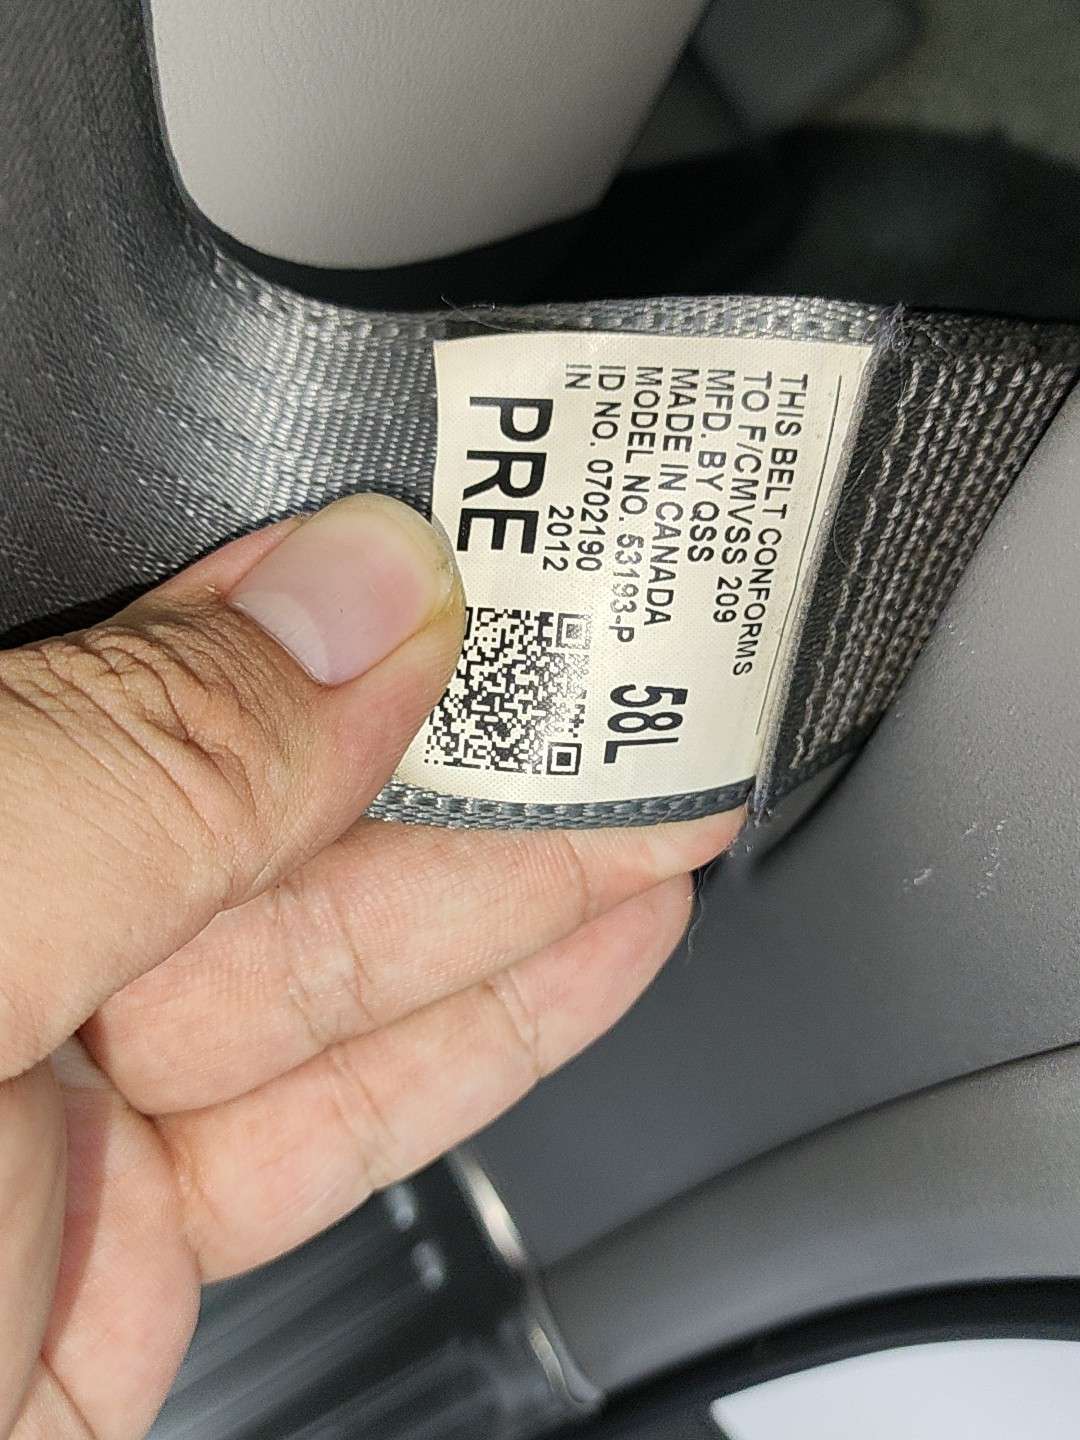 THIS BELT CONFORMS
TO F/CMVSS 209
MFD. BY QSS
MADE IN CANADA
MODEL NO. 53193-P
ID NO. 0702190
IN 2012
PRE
58L